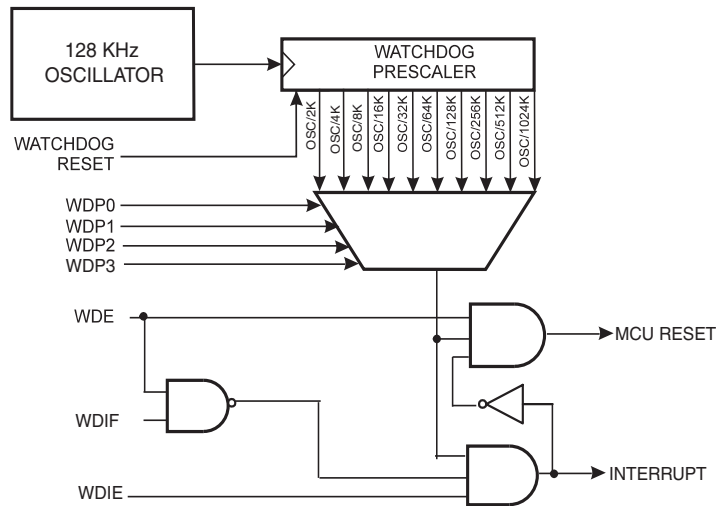 128 KHz
OSCILLATOR
WATCHDOG
PRESCALER
OSC/2K
OSC/4K
OSC/8K
OSC/16K
OSC/32K
OSC/64K
OSC/128K
OSC/256K
OSC/512K
OSC/1024K
WATCHDOG
RESET
WDP0
WDP1
WDP2
WDP3
WDE
MCU RESET
WDIF
INTERRUPT
WDIE